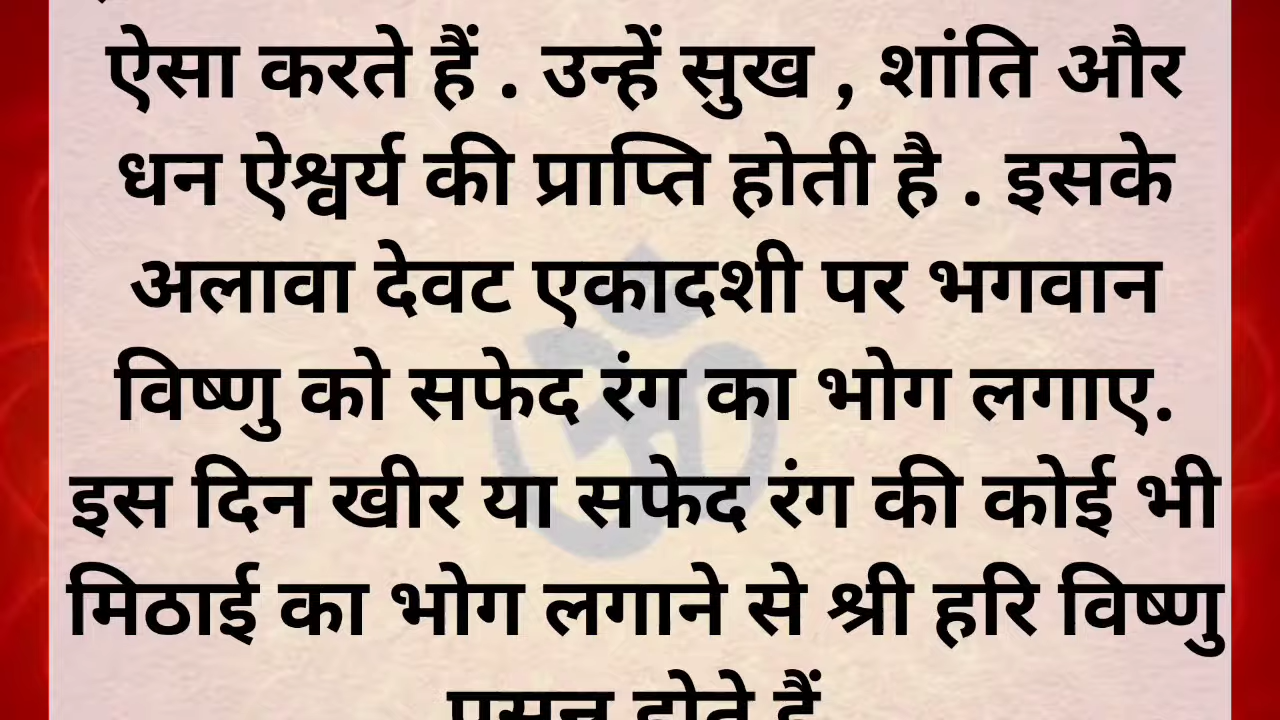 ऐसा करते हैं . उन्हें सुख , शांति और
धन ऐश्वर्य की प्राप्ति होती है . इसके
अलावा देवट एकादशी पर भगवान
विष्णु को सफेद रंग का भोग लगाए.
इस दिन खीर या सफेद रंग की कोई भी
मिठाई का भोग लगाने से श्री हरि विष्णु
प्रसन्न होते हैं